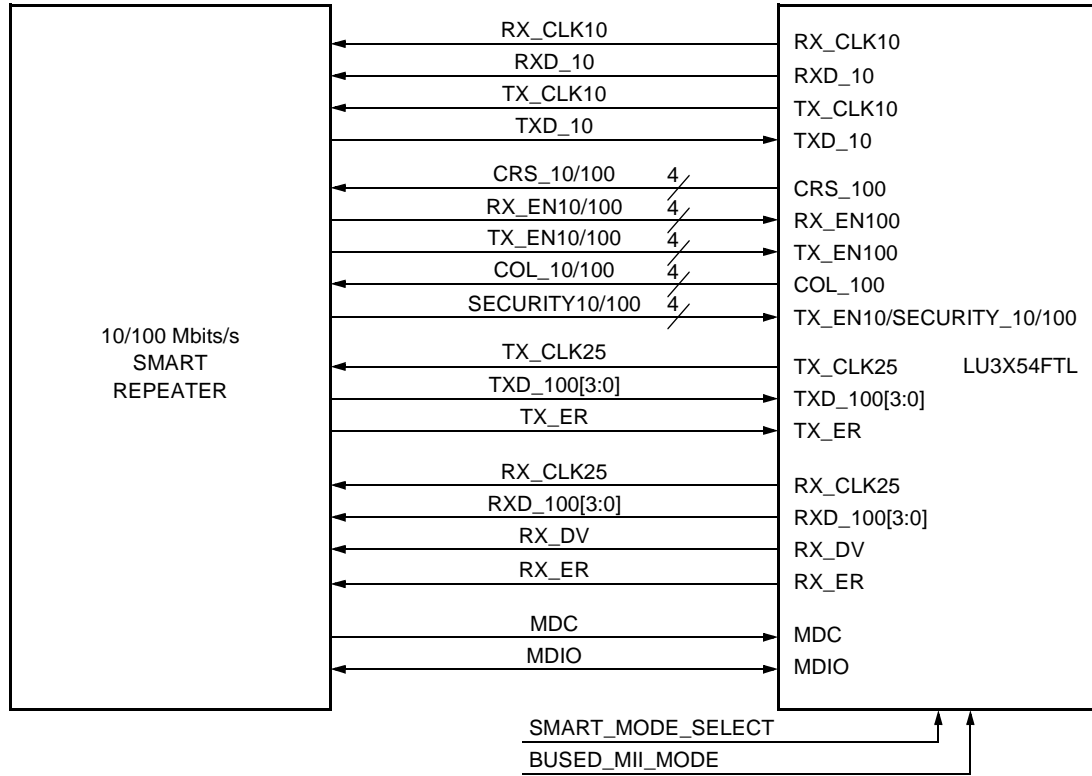 RX_CLK10
RX_CLK10
RXD_10
RXD_10
TX_CLK10
TX_CLK10
TXD_10
TXD_10
CRS_10/100 4
CRS_100
RX_EN10/100 4
RX_EN100
TX_EN10/100 4
TX_EN100
COL_10/100 4
COL_100
SECURITY10/100 4
TX_EN10/SECURITY_10/100
10/100 Mbits/s
SMART
REPEATER
TX_CLK25
TX_CLK25 LU3X54FTL
TXD_100[3:0]
TXD_100[3:0]
TX_ER
TX_ER
RX_CLK25
RX_CLK25
RXD_100[3:0]
RXD_100[3:0]
RX_DV
RX_DV
RX_ER
RX_ER
MDC
MDC
MDIO
MDIO
SMART_MODE_SELECT
BUSED_MII_MODE